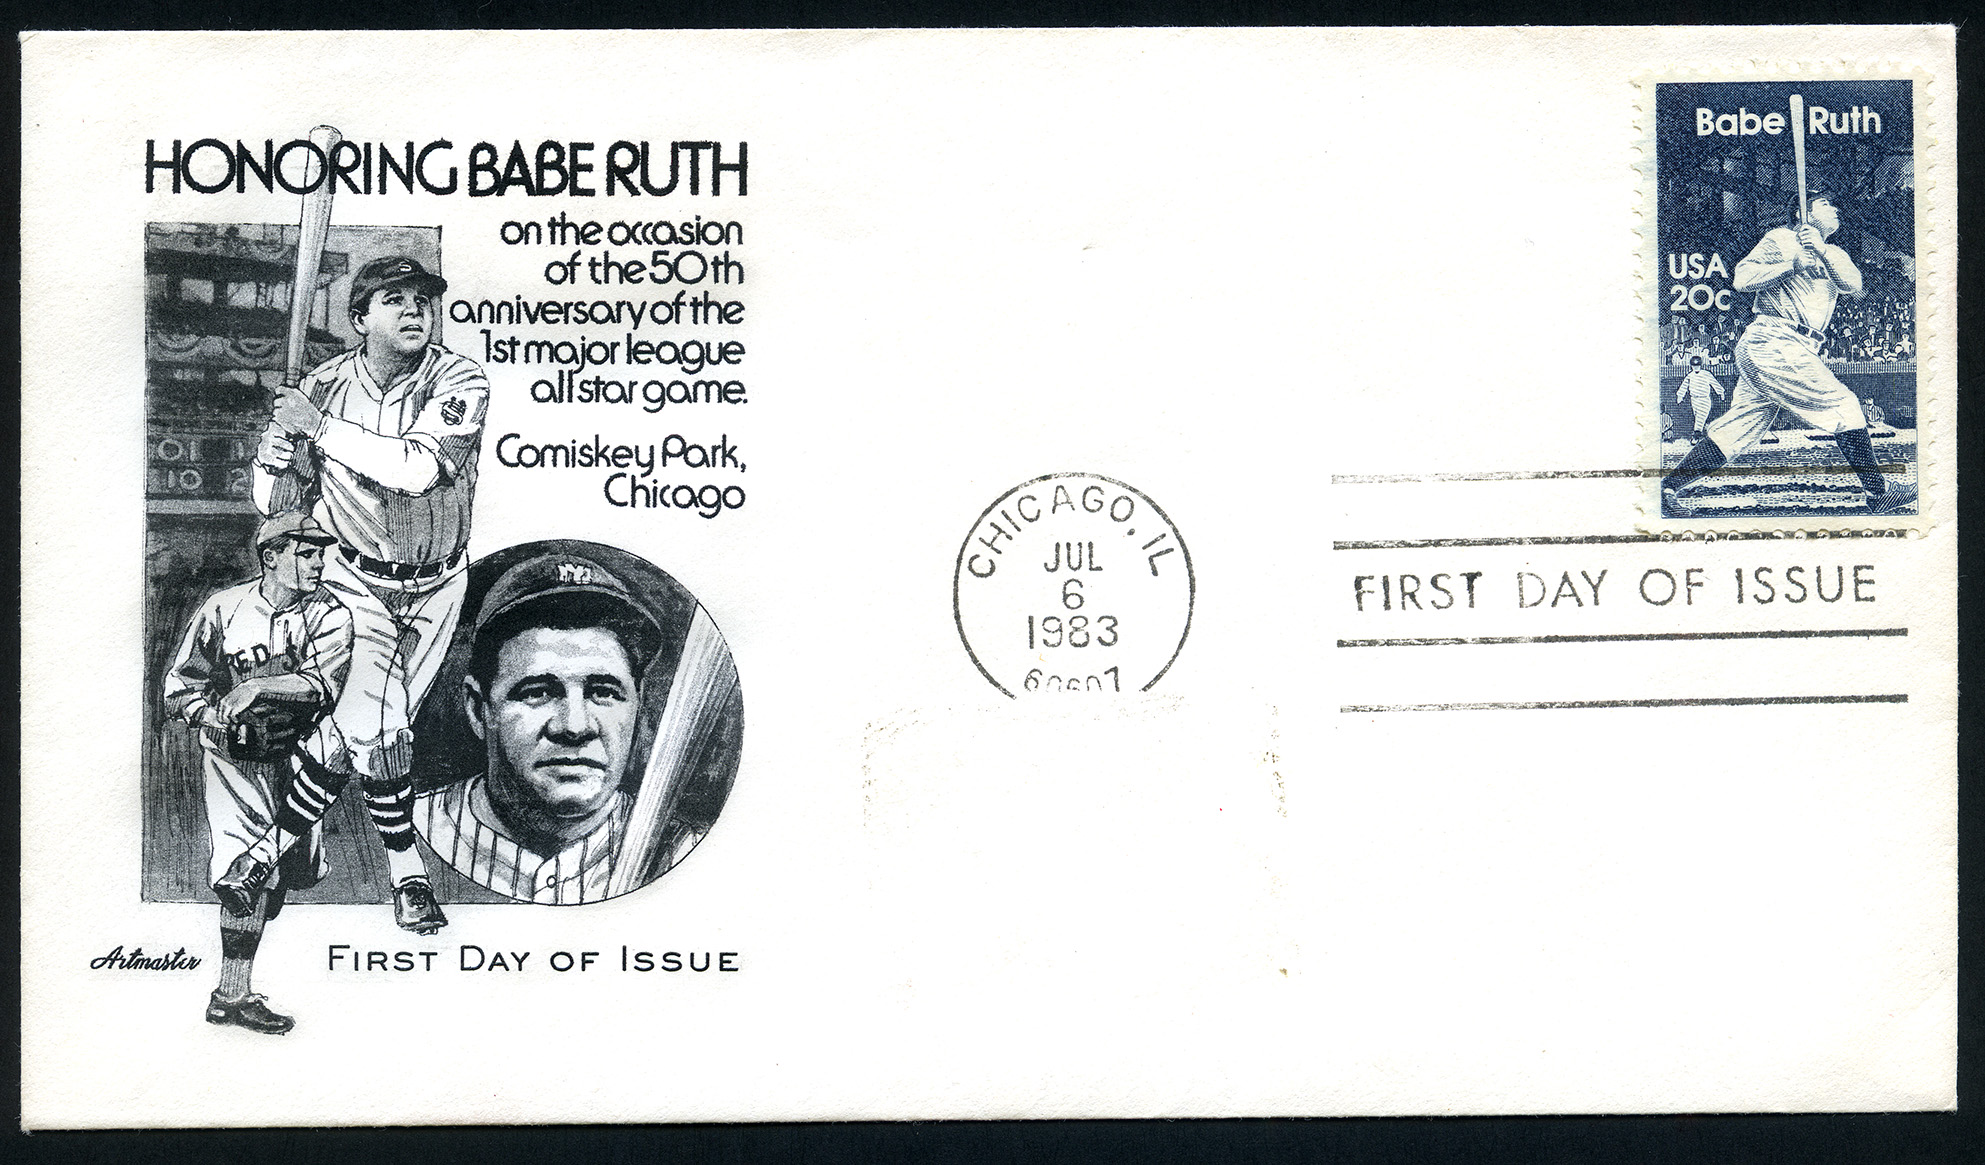 HONORING BABE RUTH
on the occasion
of the 50th
anniversary of the
1st major league
all star game.
Comiskey Park,
Chicago
RED S
Artmaster
FIRST DAY OF ISSUE
CHICAGO, IL
JUL
6
1983
60607
Babe Ruth
USA
20c
FIRST DAY OF ISSUE